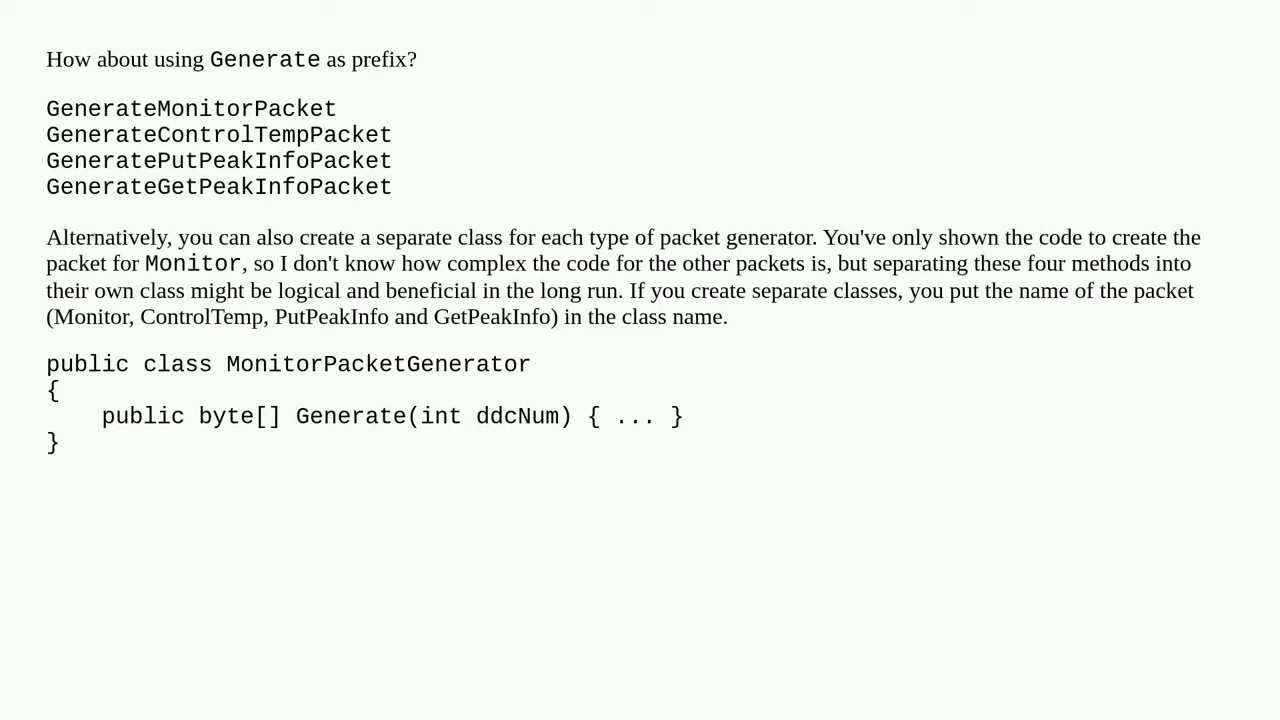 How about using Generate as prefix?
GenerateMonitorPacket
GenerateControlTempPacket
GeneratePutPeakInfoPacket
GenerateGetPeakInfoPacket
Alternatively, you can also create a separate class for each type of packet generator. You've only shown the code to create the
packet for Monitor, so I don't know how complex the code for the other packets is, but separating these four methods into
their own class might be logical and beneficial in the long run. If you create separate classes, you put the name of the packet
(Monitor, ControlTemp, PutPeakInfo and GetPeakInfo) in the class name.
public class MonitorPacketGenerator
{
    public byte[] Generate(int ddcNum) { ... }
}